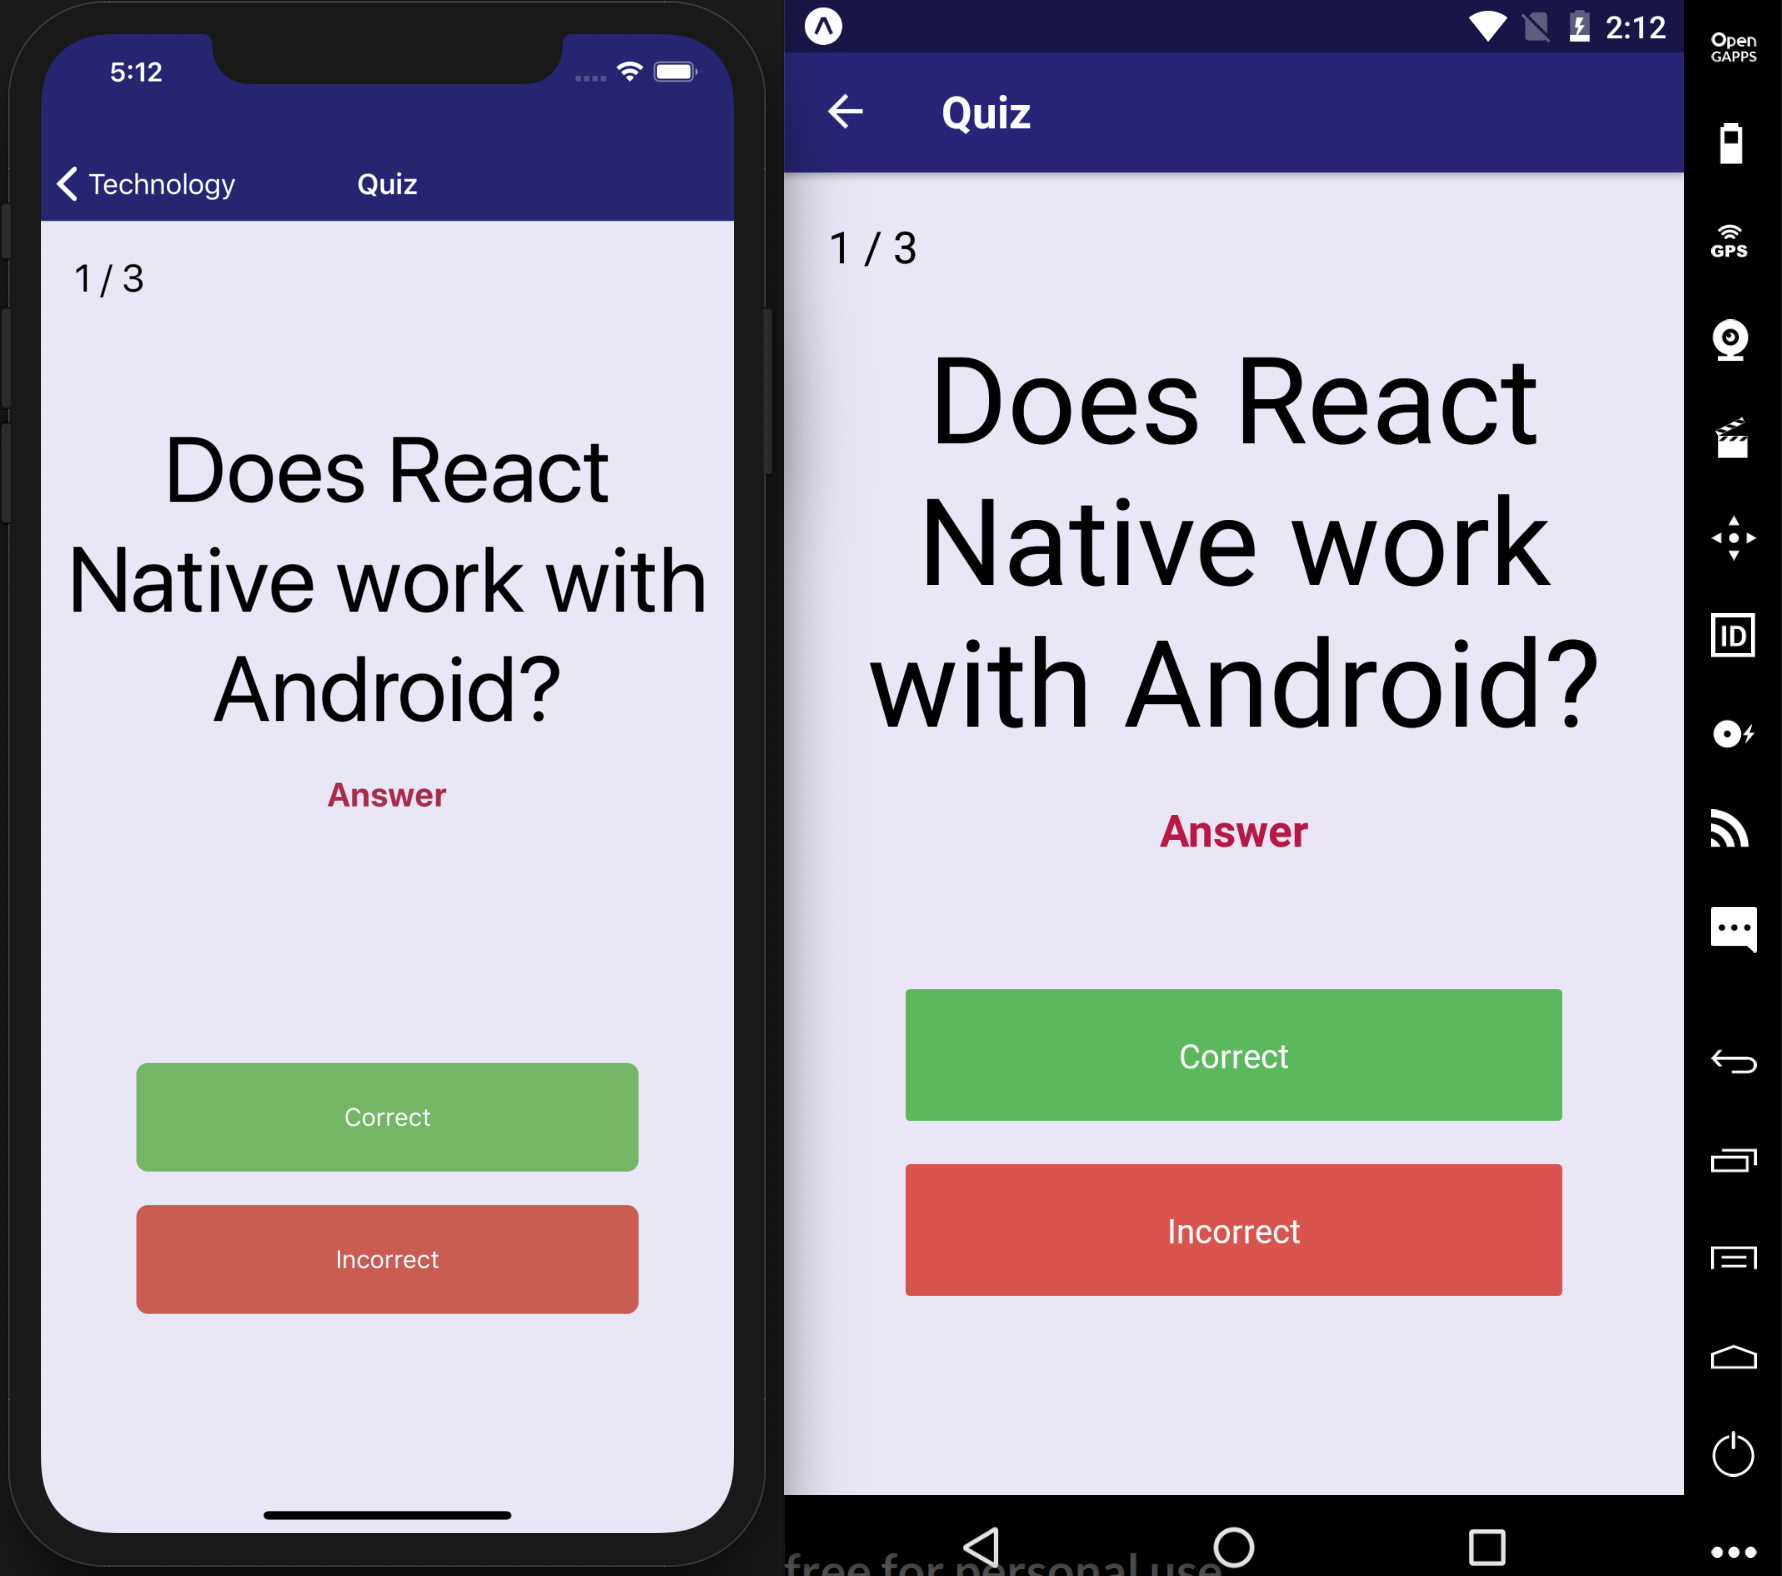 5:12
Technology
Quiz
1 / 3
Does React
Native work with
Android?
Answer
Correct
Incorrect
2:12
Quiz
1 / 3
Does React
Native work
with Android?
Answer
Correct
Incorrect
free for personal use
Open
GAPPS
GPS
ID